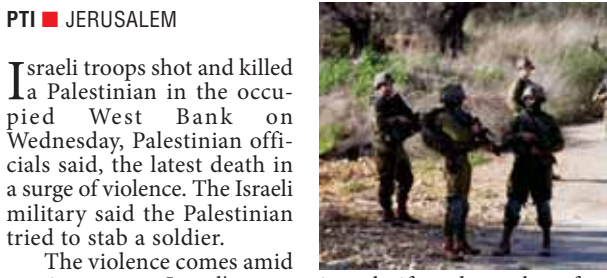 PTI ■ JERUSALEM
Israeli troops shot and killed
a Palestinian in the occu-
pied West Bank on
Wednesday, Palestinian offi-
cials said, the latest death in
a surge of violence. The Israeli
military said the Palestinian
tried to stab a soldier.
The violence comes amid